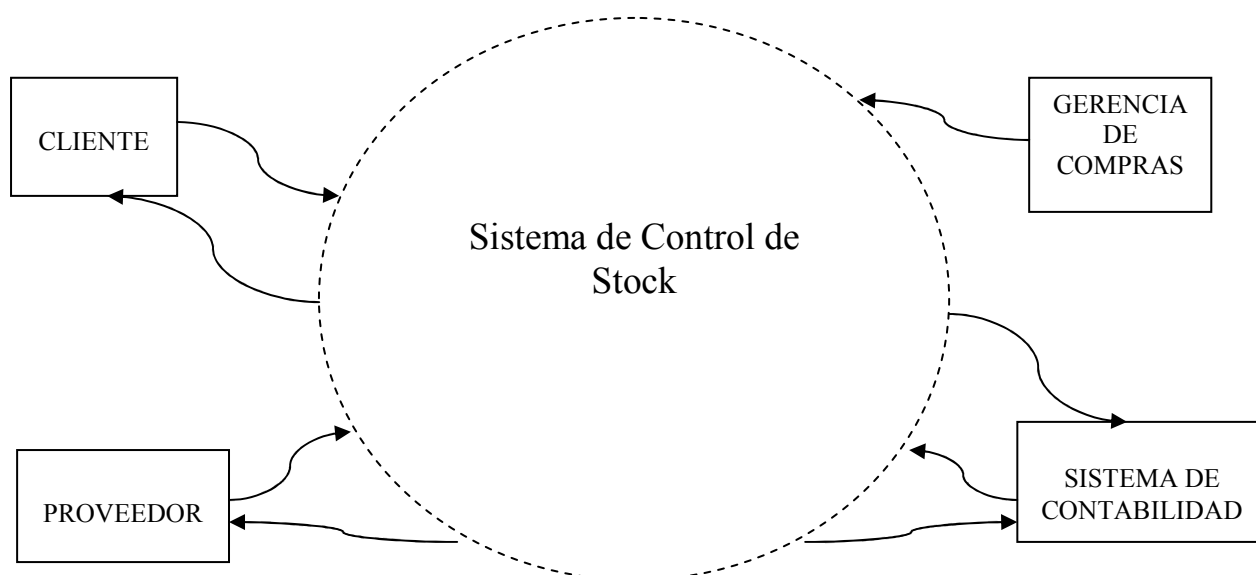 CLIENTE
GERENCIA
DE
COMPRAS
Sistema de Control de
Stock
PROVEEDOR
SISTEMA DE
CONTABILIDAD